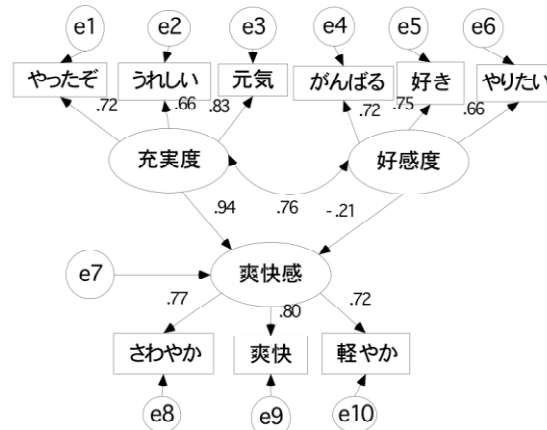 e1 e2 e3 e4 e5 e6
やったぞ うれしい 元気 がんばる 好き やりたい
.72 .66 .83 .72 .75 .66
充実度 好感度
.94 .76 -.21
爽快感
e7
.77 .80 .72
さわやか 爽快 軽やか
e8 e9 e10